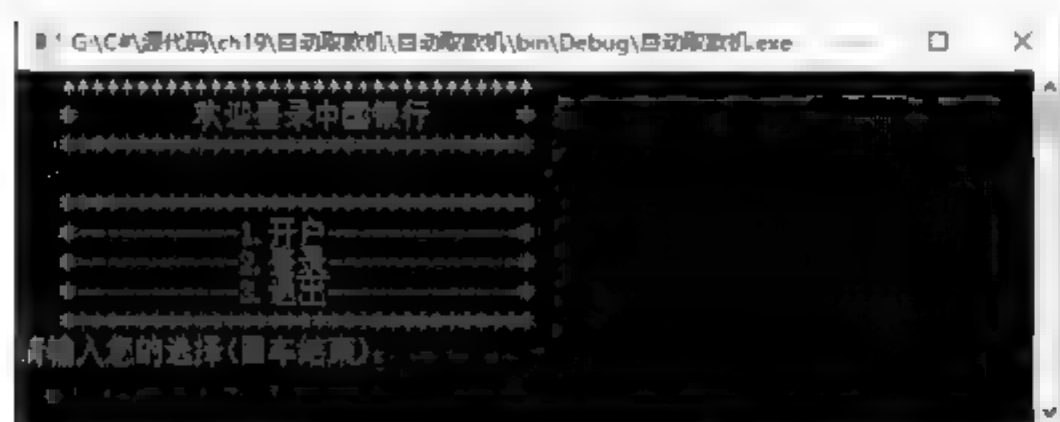 G:\C#\源代码\ch19\自动取款机\自动取款机\bin\Debug\自动取款机.exe
********************************
* 欢迎登录中国银行 *
********************************
********************************
*------------1. 开户--------------*
*------------2. 登录--------------*
*------------3. 退出--------------*
********************************
请输入您的选择(回车结束):